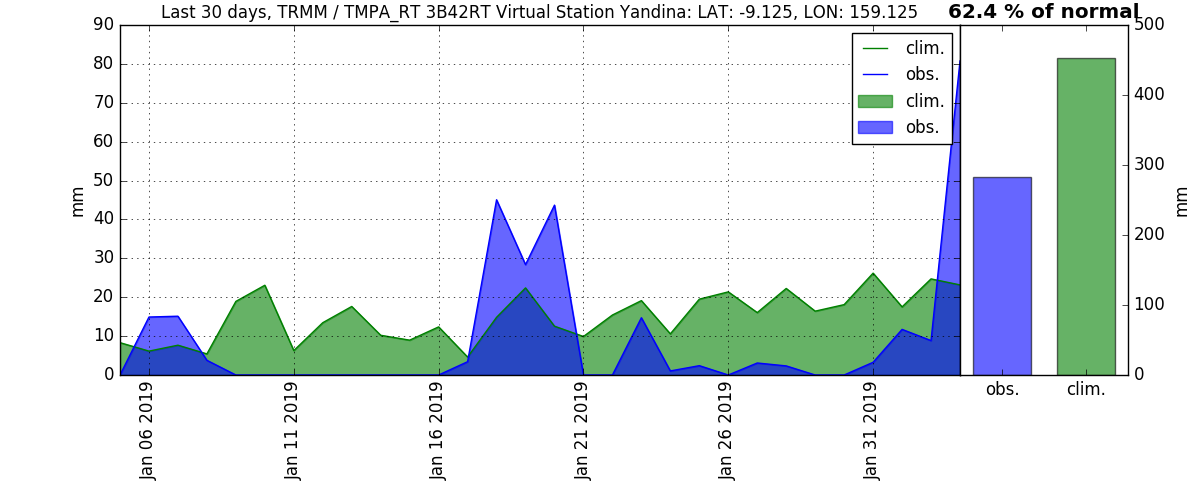 Last 30 days, TRMM / TMPA_RT 3B42RT Virtual Station Yandina: LAT: -9.125, LON: 159.125
62.4 % of normal
90
80
70
60
50
40
30
20
10
0
mm
clim.
obs.
clim.
obs.
500
400
300
200
100
0
mm
Jan 06 2019
Jan 11 2019
Jan 16 2019
Jan 21 2019
Jan 26 2019
Jan 31 2019
obs.
clim.